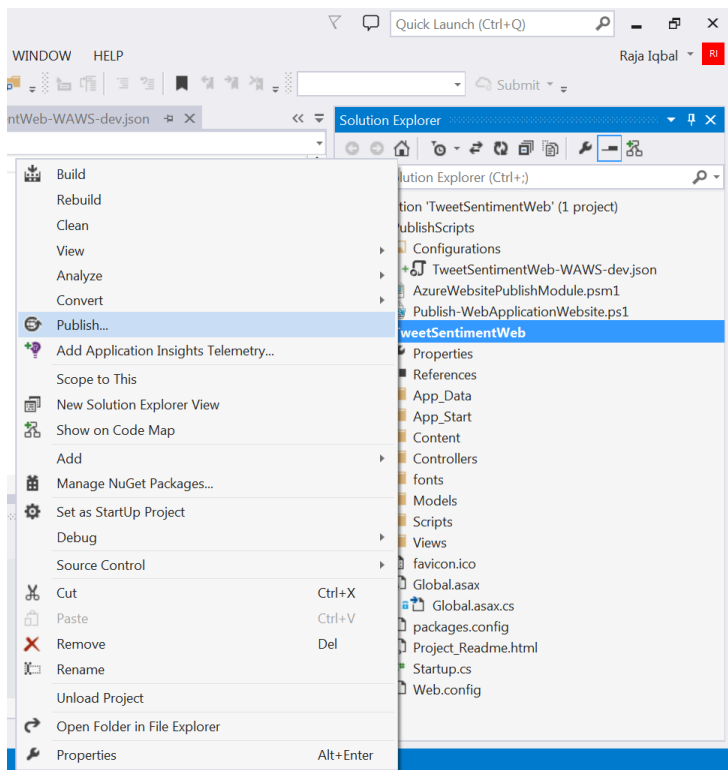 Quick Launch (Ctrl+Q)
WINDOW HELP
Raja Iqbal RI
Submit
ntWeb-WAWS-dev.json
Solution Explorer
lution Explorer (Ctrl+;)
tion 'TweetSentimentWeb' (1 project)
PublishScripts
Configurations
TweetSentimentWeb-WAWS-dev.json
AzureWebsitePublishModule.psm1
Publish-WebApplicationWebsite.ps1
TweetSentimentWeb
Properties
References
App_Data
App_Start
Content
Controllers
fonts
Models
Scripts
Views
favicon.ico
Global.asax
Global.asax.cs
packages.config
Project_Readme.html
Startup.cs
Web.config
Build
Rebuild
Clean
View
Analyze
Convert
Publish...
Add Application Insights Telemetry...
Scope to This
New Solution Explorer View
Show on Code Map
Add
Manage NuGet Packages...
Set as StartUp Project
Debug
Source Control
Cut Ctrl+X
Paste Ctrl+V
Remove Del
Rename
Unload Project
Open Folder in File Explorer
Properties Alt+Enter